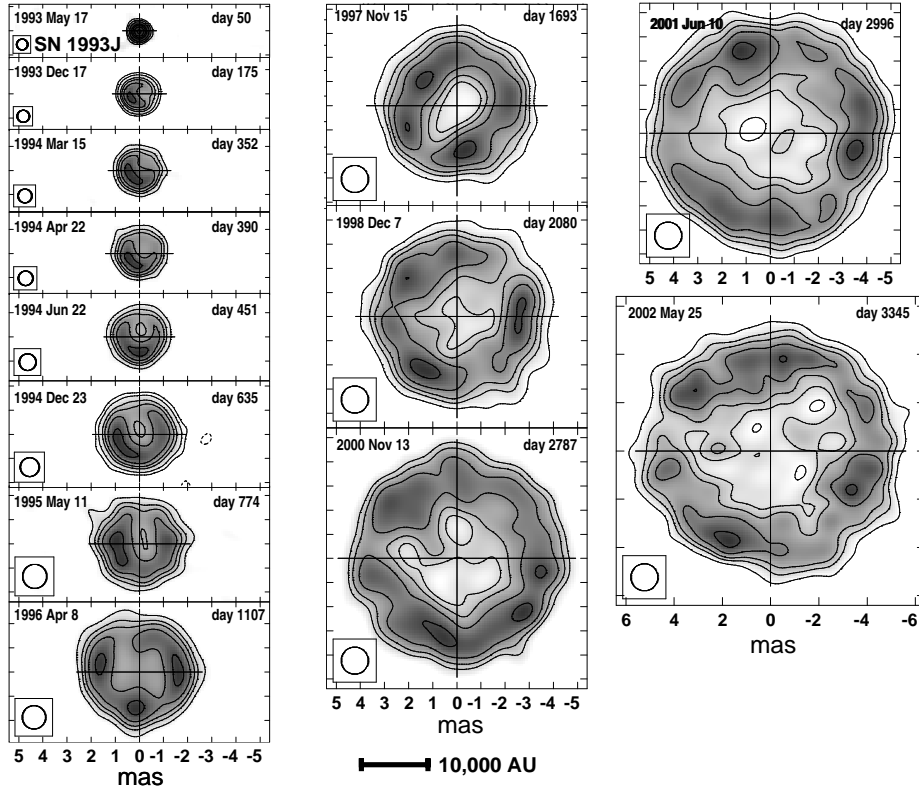 1993 May 17 day 50
SN 1993J
1993 Dec 17 day 175
1994 Mar 15 day 352
1994 Apr 22 day 390
1994 Jun 22 day 451
1994 Dec 23 day 635
1995 May 11 day 774
1996 Apr 8 day 1107
5 4 3 2 1 0 -1 -2 -3 -4 -5
mas
1997 Nov 15 day 1693
1998 Dec 7 day 2080
2000 Nov 13 day 2787
5 4 3 2 1 0 -1 -2 -3 -4 -5
mas
10,000 AU
2001 Jun 10 day 2996
5 4 3 2 1 0 -1 -2 -3 -4 -5
2002 May 25 day 3345
6 4 2 0 -2 -4 -6
mas